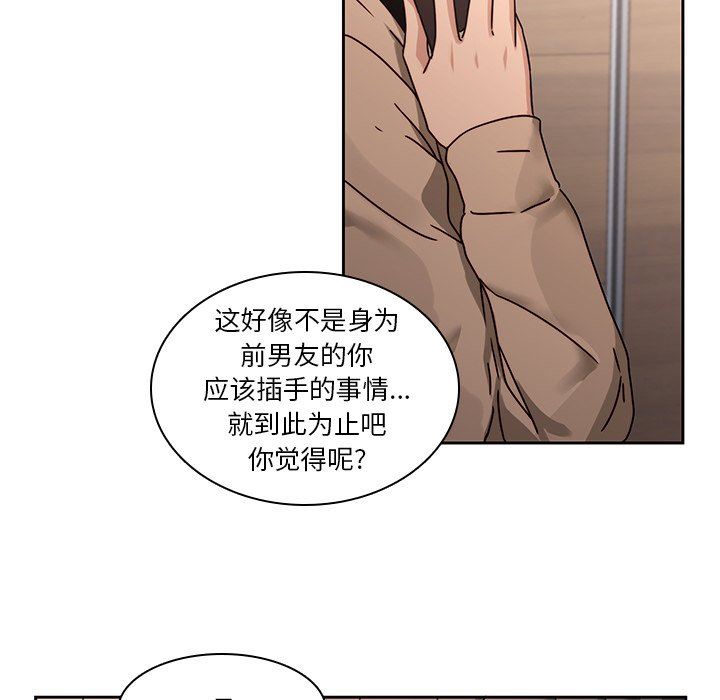 这好像不是身为
前男友的你
应该插手的事情...
就到此为止吧
你觉得呢?